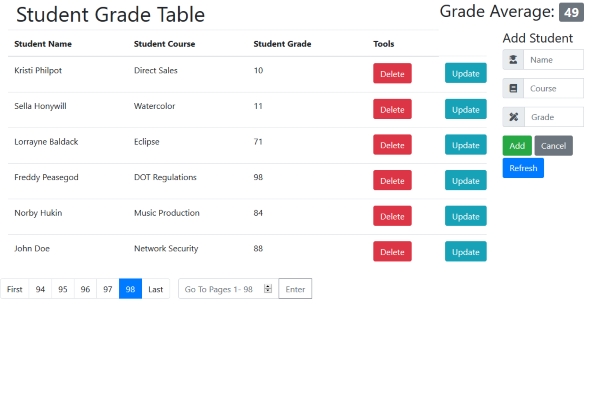 Student Grade Table
Grade Average: 49
Student Name Student Course Student Grade Tools
Kristi Philpot Direct Sales 10 Delete Update
Sella Honywill Watercolor 11 Delete Update
Lorrayne Baldack Eclipse 71 Delete Update
Freddy Peasegod DOT Regulations 98 Delete Update
Norby Hukin Music Production 84 Delete Update
John Doe Network Security 88 Delete Update
Add Student
Name
Course
Grade
Add Cancel
Refresh
First 94 95 96 97 98 Last Go To Pages 1- 98 Enter